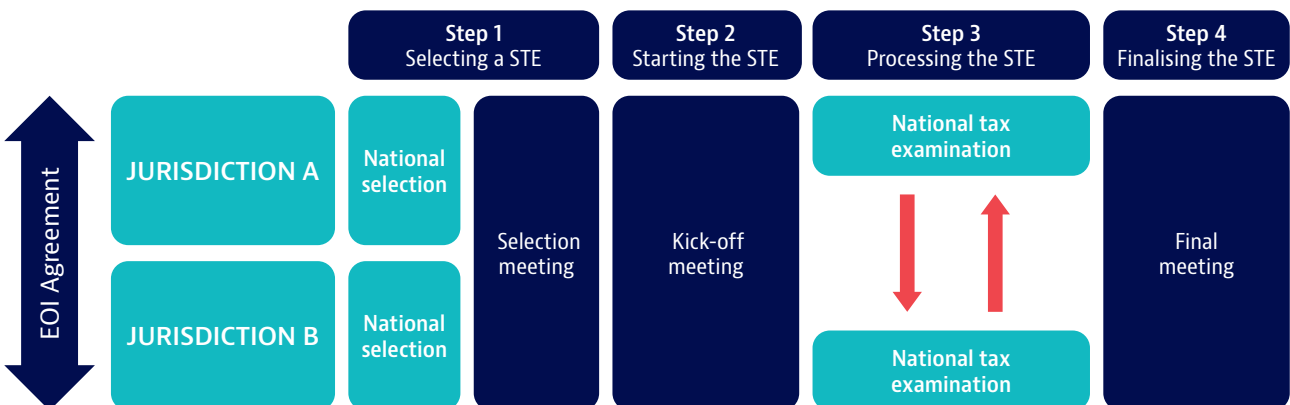 Step 1
Selecting a STE
Step 2
Starting the STE
Step 3
Processing the STE
Step 4
Finalising the STE
EOI Agreement
JURISDICTION A
National
selection
JURISDICTION B
National
selection
Selection
meeting
Kick-off
meeting
National tax
examination
National tax
examination
Final
meeting